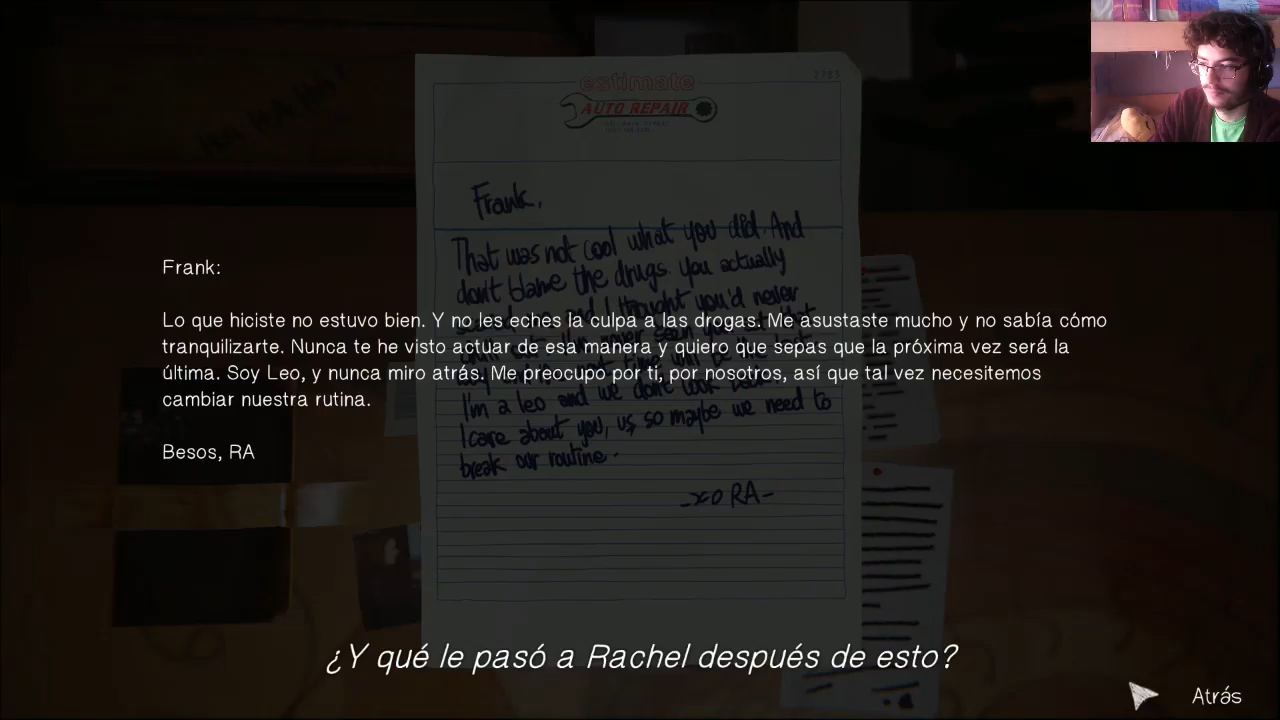 estimate
2793
AUTO REPAIR
Frank,
That was not cool what you did. And
don't blame the drugs. You actually
I'm a leo and we don't look back.
I care about you, us, so maybe we need to
break our routine.
-xo RA-
Frank:
Lo que hiciste no estuvo bien. Y no les eches la culpa a las drogas. Me asustaste mucho y no sabía cómo
tranquilizarte. Nunca te he visto actuar de esa manera y quiero que sepas que la próxima vez será la
última. Soy Leo, y nunca miro atrás. Me preocupo por ti, por nosotros, así que tal vez necesitemos
cambiar nuestra rutina.
Besos, RA
¿Y qué le pasó a Rachel después de esto?
Atrás